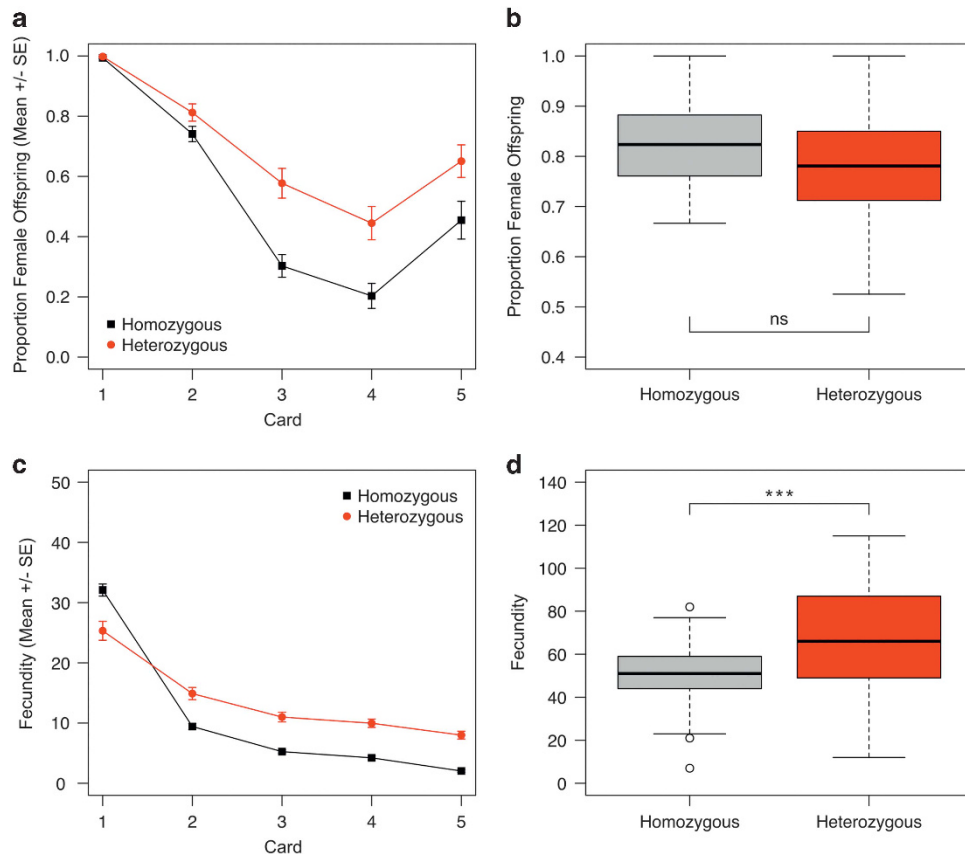 a
Proportion Female Offspring (Mean +/- SE)
1.0
0.8
0.6
0.4
0.2
0.0
Homozygous
Heterozygous
1 2 3 4 5
Card
b
Proportion Female Offspring
1.0
0.9
0.8
0.7
0.6
0.5
0.4
ns
Homozygous Heterozygous
c
Fecundity (Mean +/- SE)
50
40
30
20
10
0
Homozygous
Heterozygous
1 2 3 4 5
Card
d
Fecundity
140
120
100
80
60
40
20
0
***
Homozygous Heterozygous